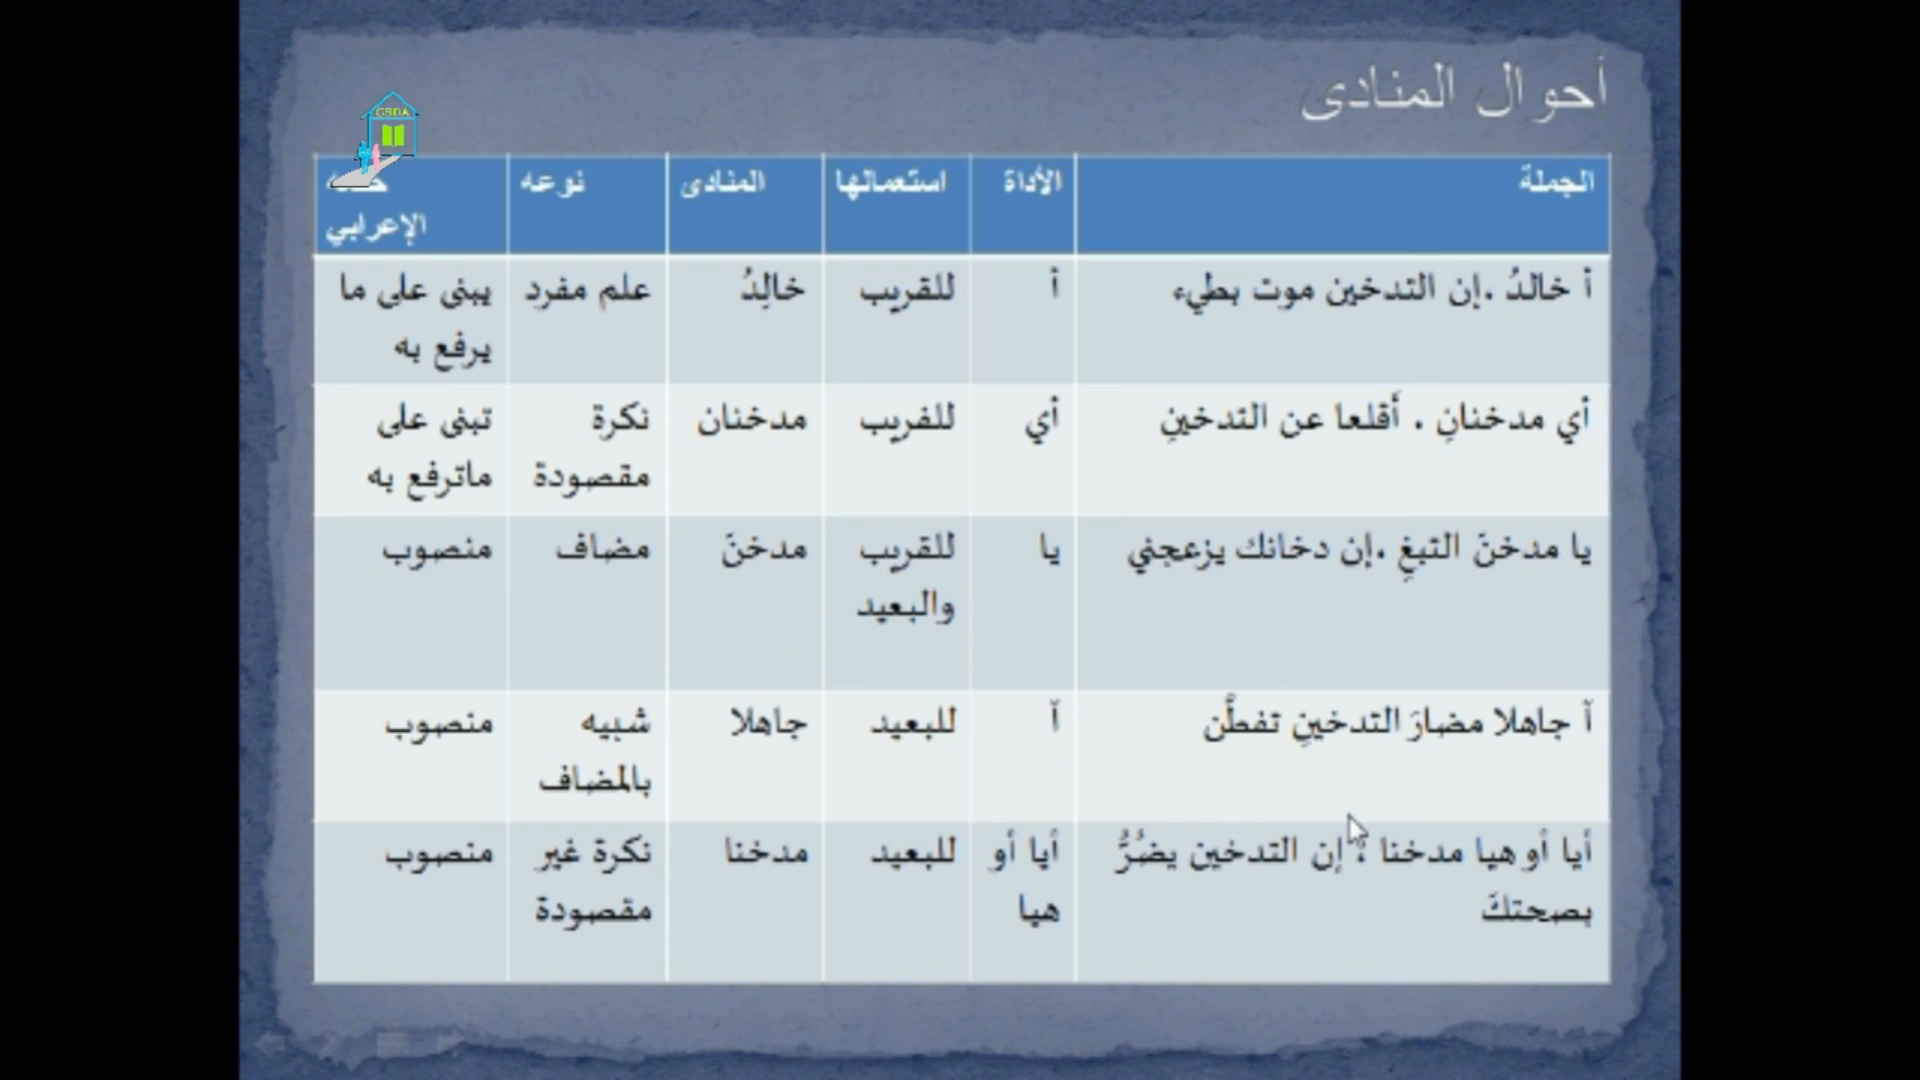 أحوال المنادى
GSDA
الجملة الأداة استعمالها المنادى نوعه
الإعرابي
أ خالدُ .إن التدخين موت بطيء أ للقريب خالِدُ علم مفرد يبنى على ما
يرفع به
أي مدخنانِ . أَقلعا عن التدخينِ أي للقريب مدخنان نكرة تبنى على
مقصودة ماترفع به
يا مدخنَ التبغِ .إن دخانك يزعجني يا للقريب مدخنَ مضاف منصوب
والبعيد
آ جاهلا مضارَ التدخينِ تفطَّن آ للبعيد جاهلا شبيه منصوب
بالمضاف
أيا أو هيا مدخنا ؛ إن التدخين يضُرُّ أيا أو للبعيد مدخنا نكرة غير منصوب
بصحتكَ هيا مقصودة